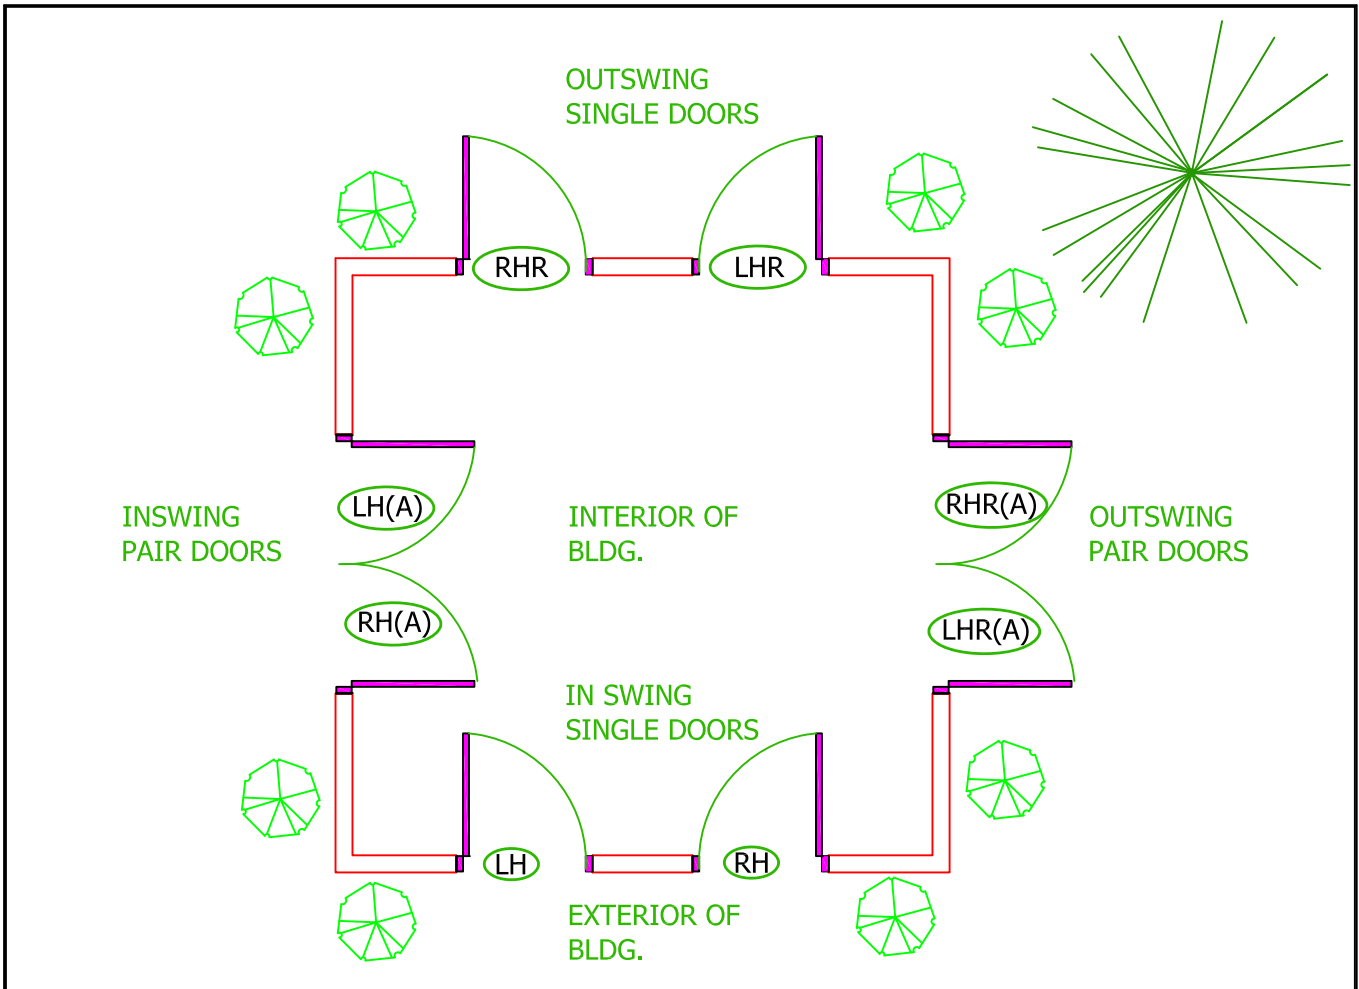 OUTSWING
SINGLE DOORS
RHR
LHR
LH(A)
RHR(A)
INSWING
PAIR DOORS
INTERIOR OF
BLDG.
OUTSWING
PAIR DOORS
RH(A)
LHR(A)
IN SWING
SINGLE DOORS
LH
RH
EXTERIOR OF
BLDG.